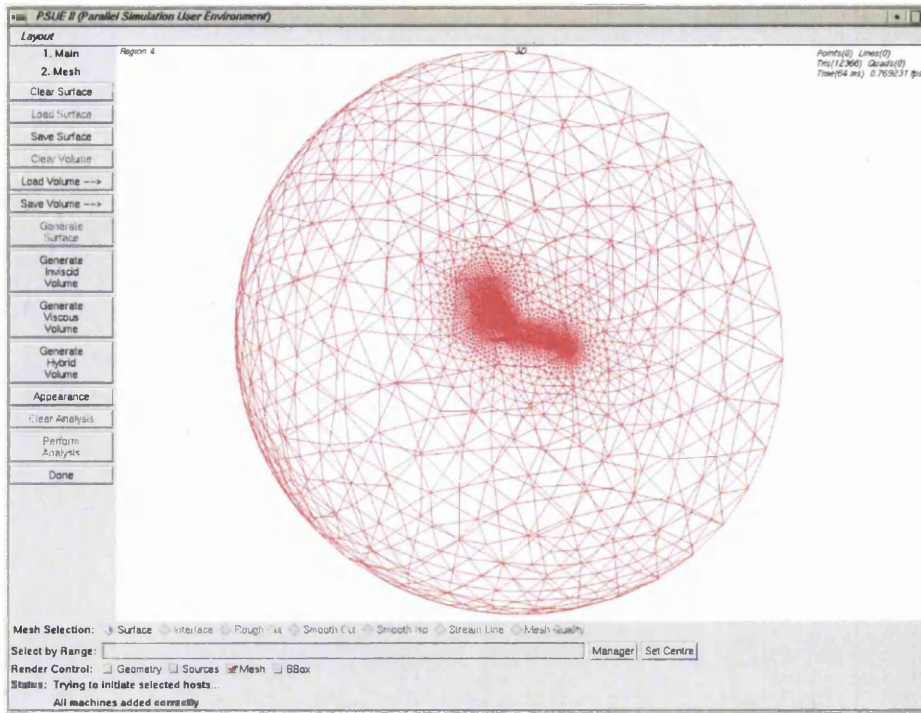 PSUE II (Parallel Simulation User Environment)
Layout
1. Main
2. Mesh
Clear Surface
Load Surface
Save Surface
Clear Volume
Load Volume -->
Save Volume -->
Generate
Surface
Generate
Inviscid
Volume
Generate
Viscous
Volume
Generate
Hybrid
Volume
Appearance
Clear Analysis
Perform
Analysis
Done
Region 4
3D
Points(0) Lines(0)
Tris(12366) Quads(0)
Time(64 ms) 0.769231 fps
Mesh Selection: Surface Interface Rough Cut Smooth Cut Smooth Iso Stream Line Mesh Quality
Select by Range: Manager Set Centre
Render Control: Geometry Sources Mesh BBox
Status: Trying to initiate selected hosts...
All machines added correctly